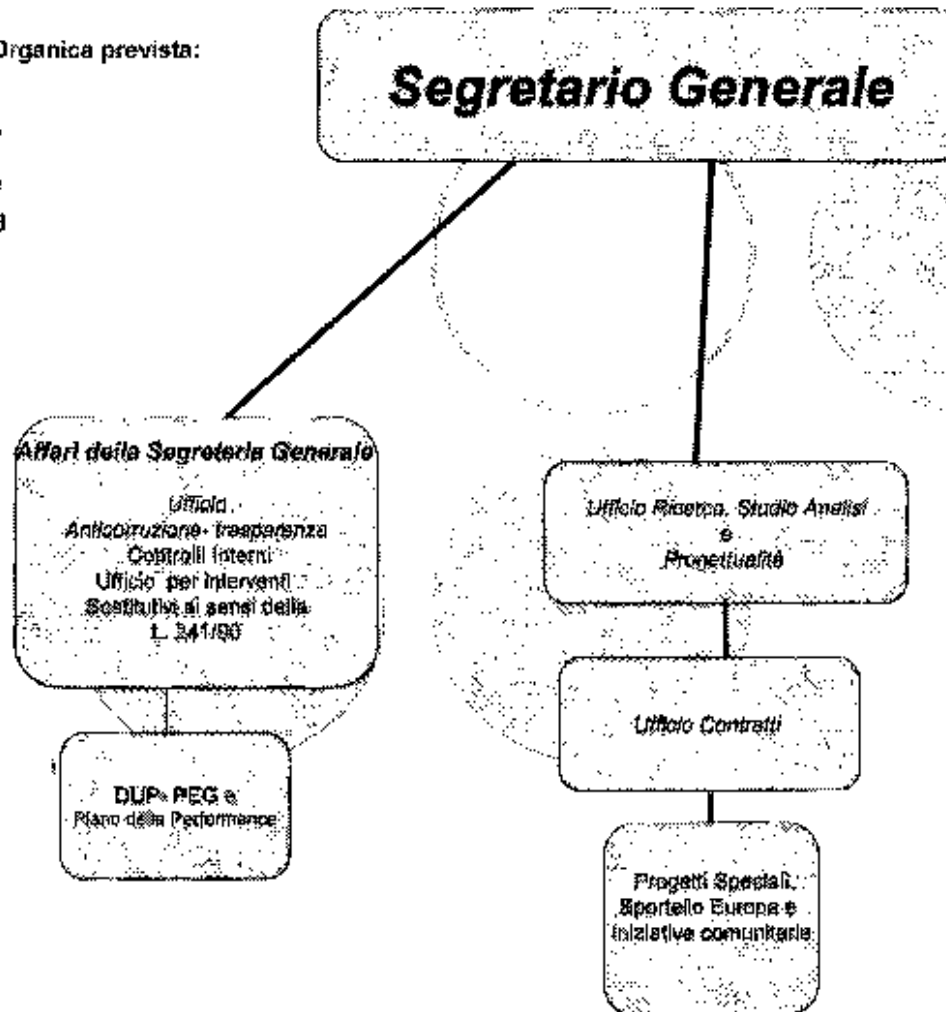 Organica prevista:
Segretario Generale
Affari della Segreteria Generale
Ufficio
Anticorruzione- trasparenza
Controlli Interni
Ufficio per interventi
Sostitutivi ai sensi della
L. 241/90
DUP- PEG e
Piano della Performance
Ufficio Ricerca, Studio Analisi
e
Progettualità
Ufficio Contratti
Progetti Speciali,
Sportello Europa e
iniziative comunitarie